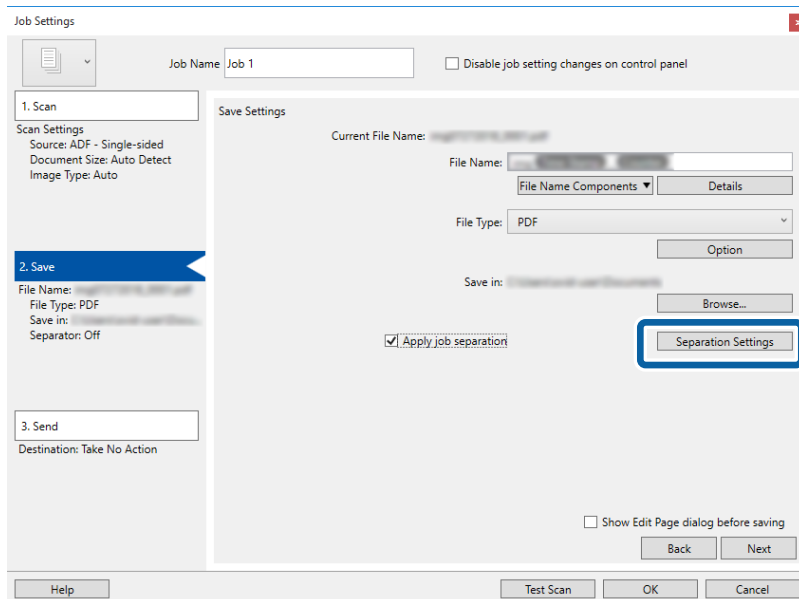 Job Settings
Job Name Job 1 Disable job setting changes on control panel
1. Scan
Scan Settings
Source: ADF - Single-sided
Document Size: Auto Detect
Image Type: Auto
2. Save
File Name:
File Type: PDF
Save in:
Separator: Off
3. Send
Destination: Take No Action
Save Settings
Current File Name:
File Name:
File Name Components ▼ Details
File Type: PDF
Option
Save in:
Browse...
Apply job separation Separation Settings
Show Edit Page dialog before saving
Back Next
Help Test Scan OK Cancel